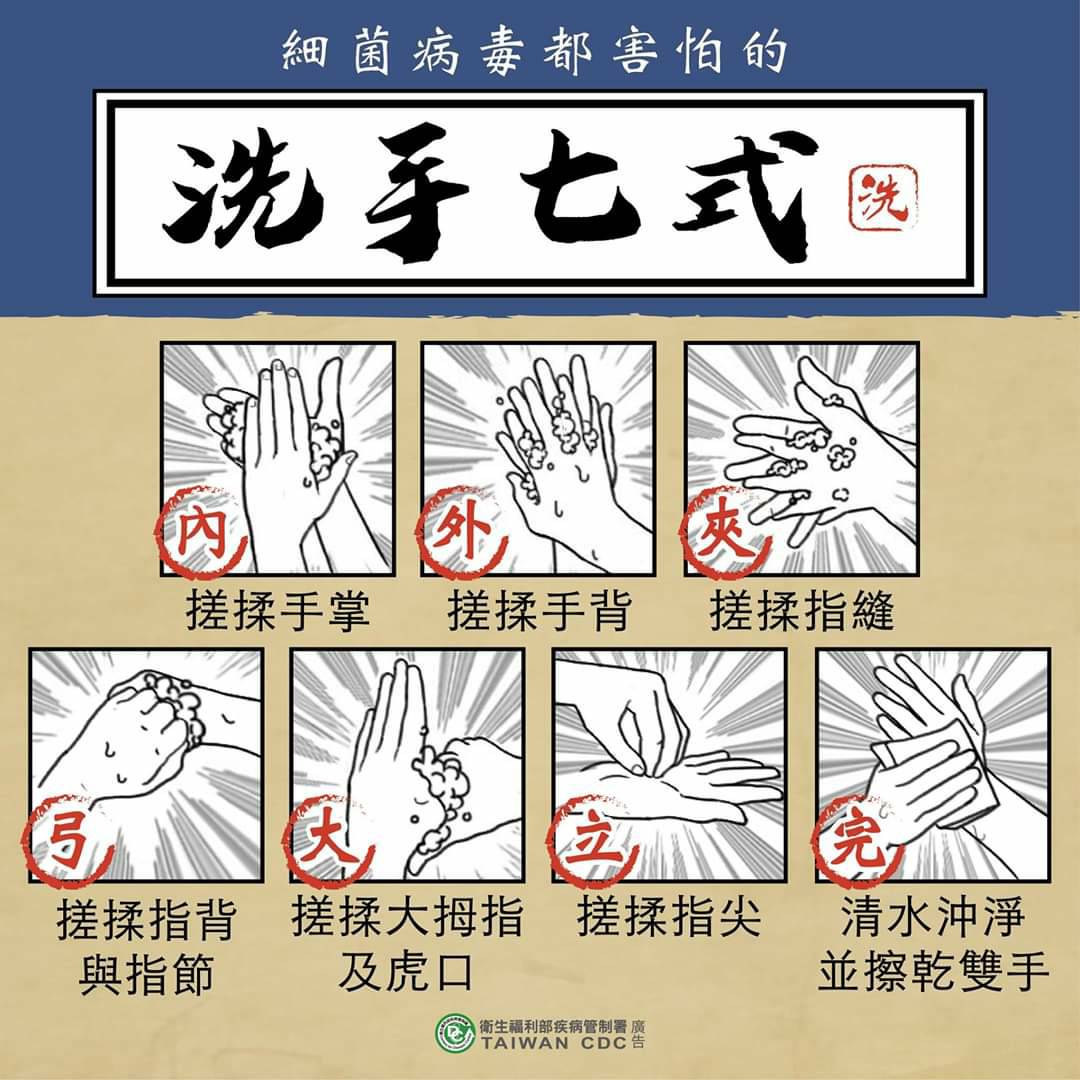 細菌病毒都害怕的
洗手七式
洗
內
外
夾
搓揉手掌
搓揉手背
搓揉指縫
弓
大
立
完
搓揉指背
與指節
搓揉大拇指
及虎口
搓揉指尖
清水沖淨
並擦乾雙手
衛生福利部疾病管制署 廣告
TAIWAN CDC